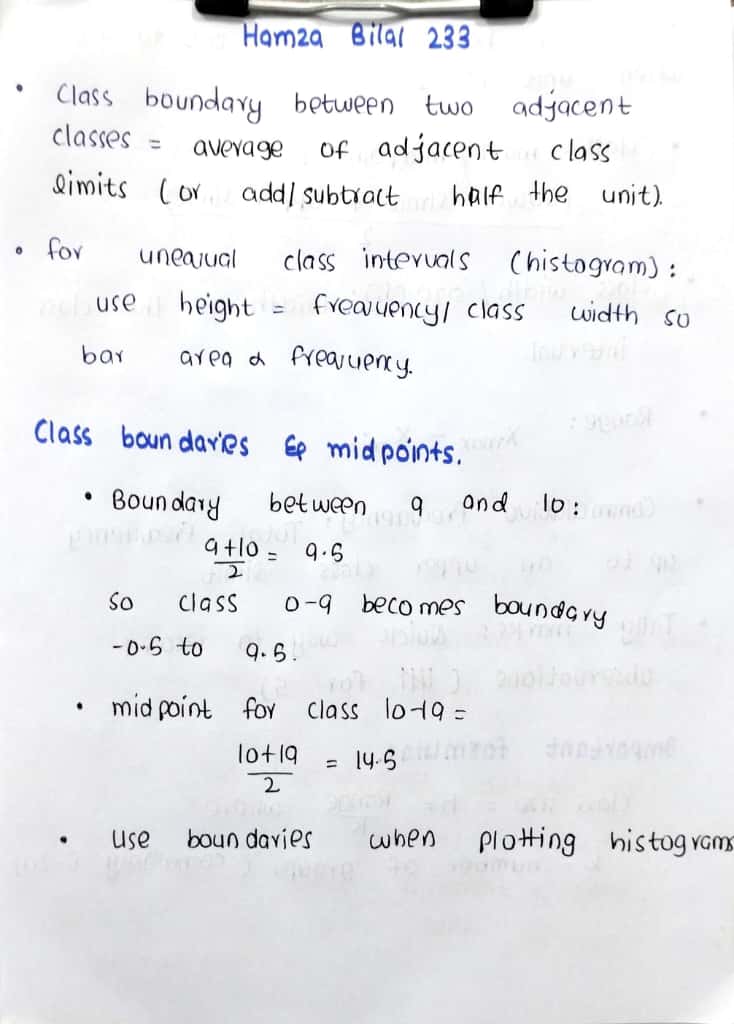 Hamza Bilal 233
• Class boundary between two adjacent
classes = average of adjacent class
limits (or add/subtract half the unit).
• for unequal class intervals (histogram):
use height = frequency/ class width so
bar area α frequency.
Class boundaries & midpoints.
• Boundary between 9 and 10:
9+10/2 = 9.5
so class 0-9 becomes boundary
-0.5 to 9.5.
• midpoint for class 10-19 =
10+19/2 = 14.5
• use boundaries when plotting histograms